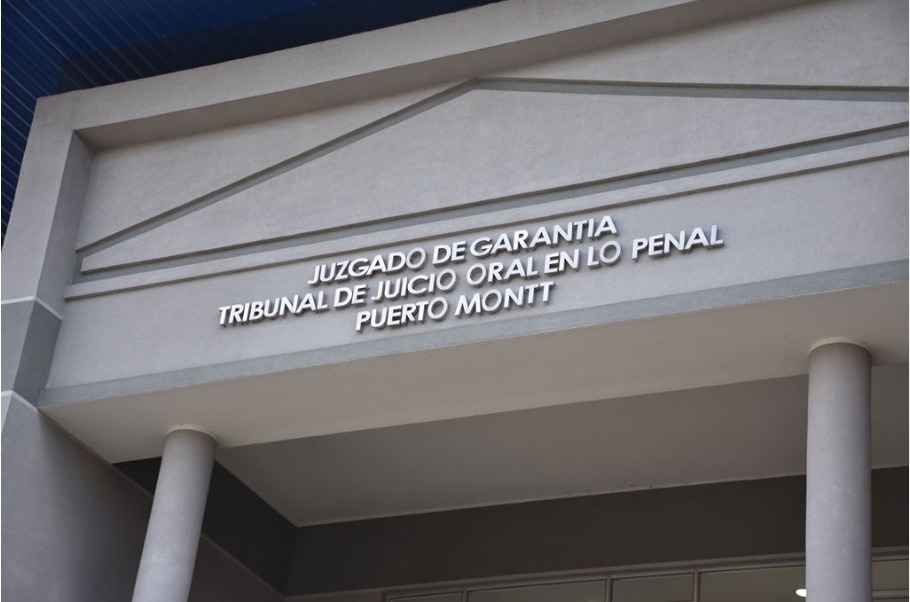 JUZGADO DE GARANTIA
TRIBUNAL DE JUICIO ORAL EN LO PENAL
PUERTO MONTT